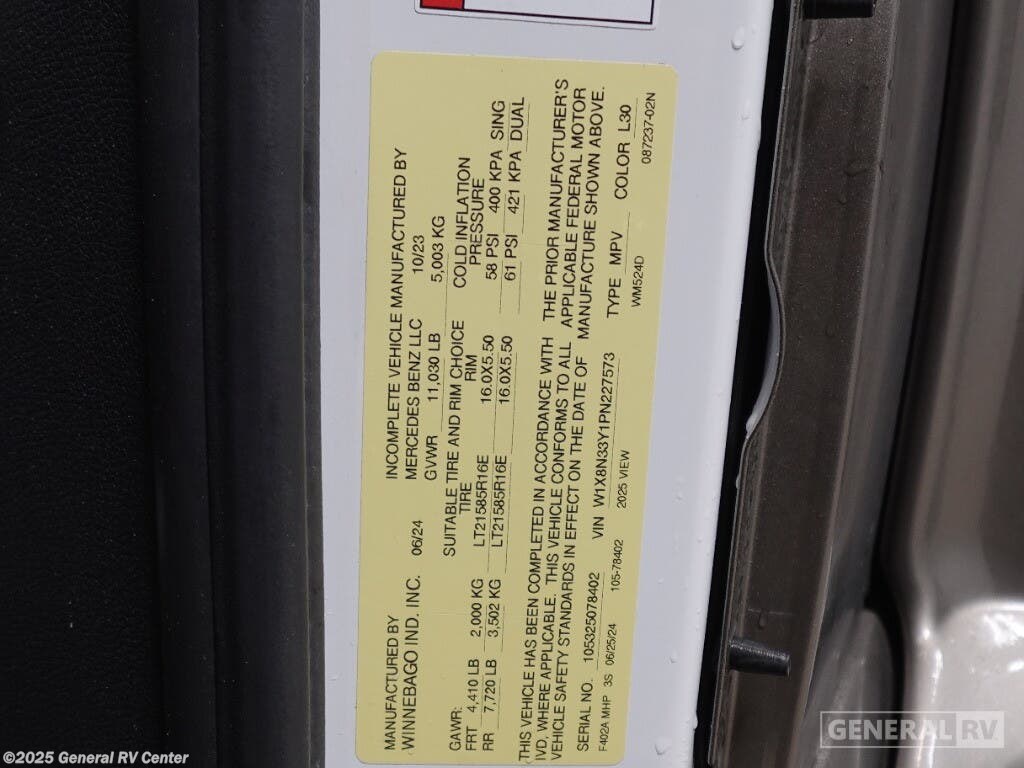 MANUFACTURED BY
WINNEBAGO IND. INC. 06/24
INCOMPLETE VEHICLE MANUFACTURED BY
MERCEDES BENZ LLC 10/23
GVWR 11,030 LB 5,003 KG
GAWR: SUITABLE TIRE AND RIM CHOICE COLD INFLATION
TIRE RIM PRESSURE
FRT 4,410 LB 2,000 KG LT21585R16E 16.0X5.50 58 PSI 400 KPA SING
RR 7,720 LB 3,502 KG LT21585R16E 16.0X5.50 61 PSI 421 KPA DUAL
THIS VEHICLE HAS BEEN COMPLETED IN ACCORDANCE WITH THE PRIOR MANUFACTURER'S
IVD, WHERE APPLICABLE. THIS VEHICLE CONFORMS TO ALL APPLICABLE FEDERAL MOTOR
VEHICLE SAFETY STANDARDS IN EFFECT ON THE DATE OF MANUFACTURE SHOWN ABOVE.
SERIAL NO. 105325078402 VIN W1X8N33Y1PN227573 TYPE MPV COLOR L30
F402A MHP 3S 06/25/24 105-78402 2025 VIEW WM524D 087237-02N
©2025 General RV Center
GENERAL RV